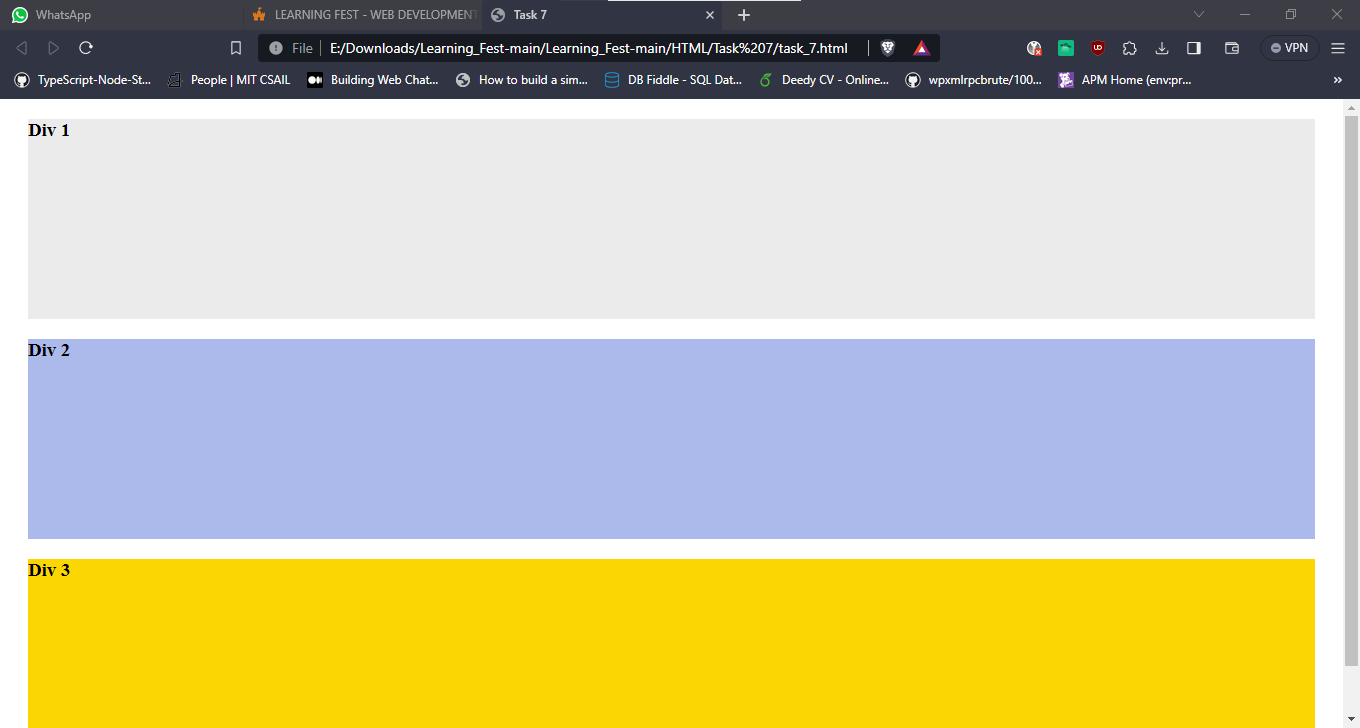 WhatsApp
LEARNING FEST - WEB DEVELOPMENT
Task 7
File
E:/Downloads/Learning_Fest-main/Learning_Fest-main/HTML/Task%207/task_7.html
UD
VPN
TypeScript-Node-St...
People | MIT CSAIL
Building Web Chat...
How to build a sim...
DB Fiddle - SQL Dat...
Deedy CV - Online...
wpxmlrpcbrute/100...
APM Home (env:pr...
Div 1
Div 2
Div 3